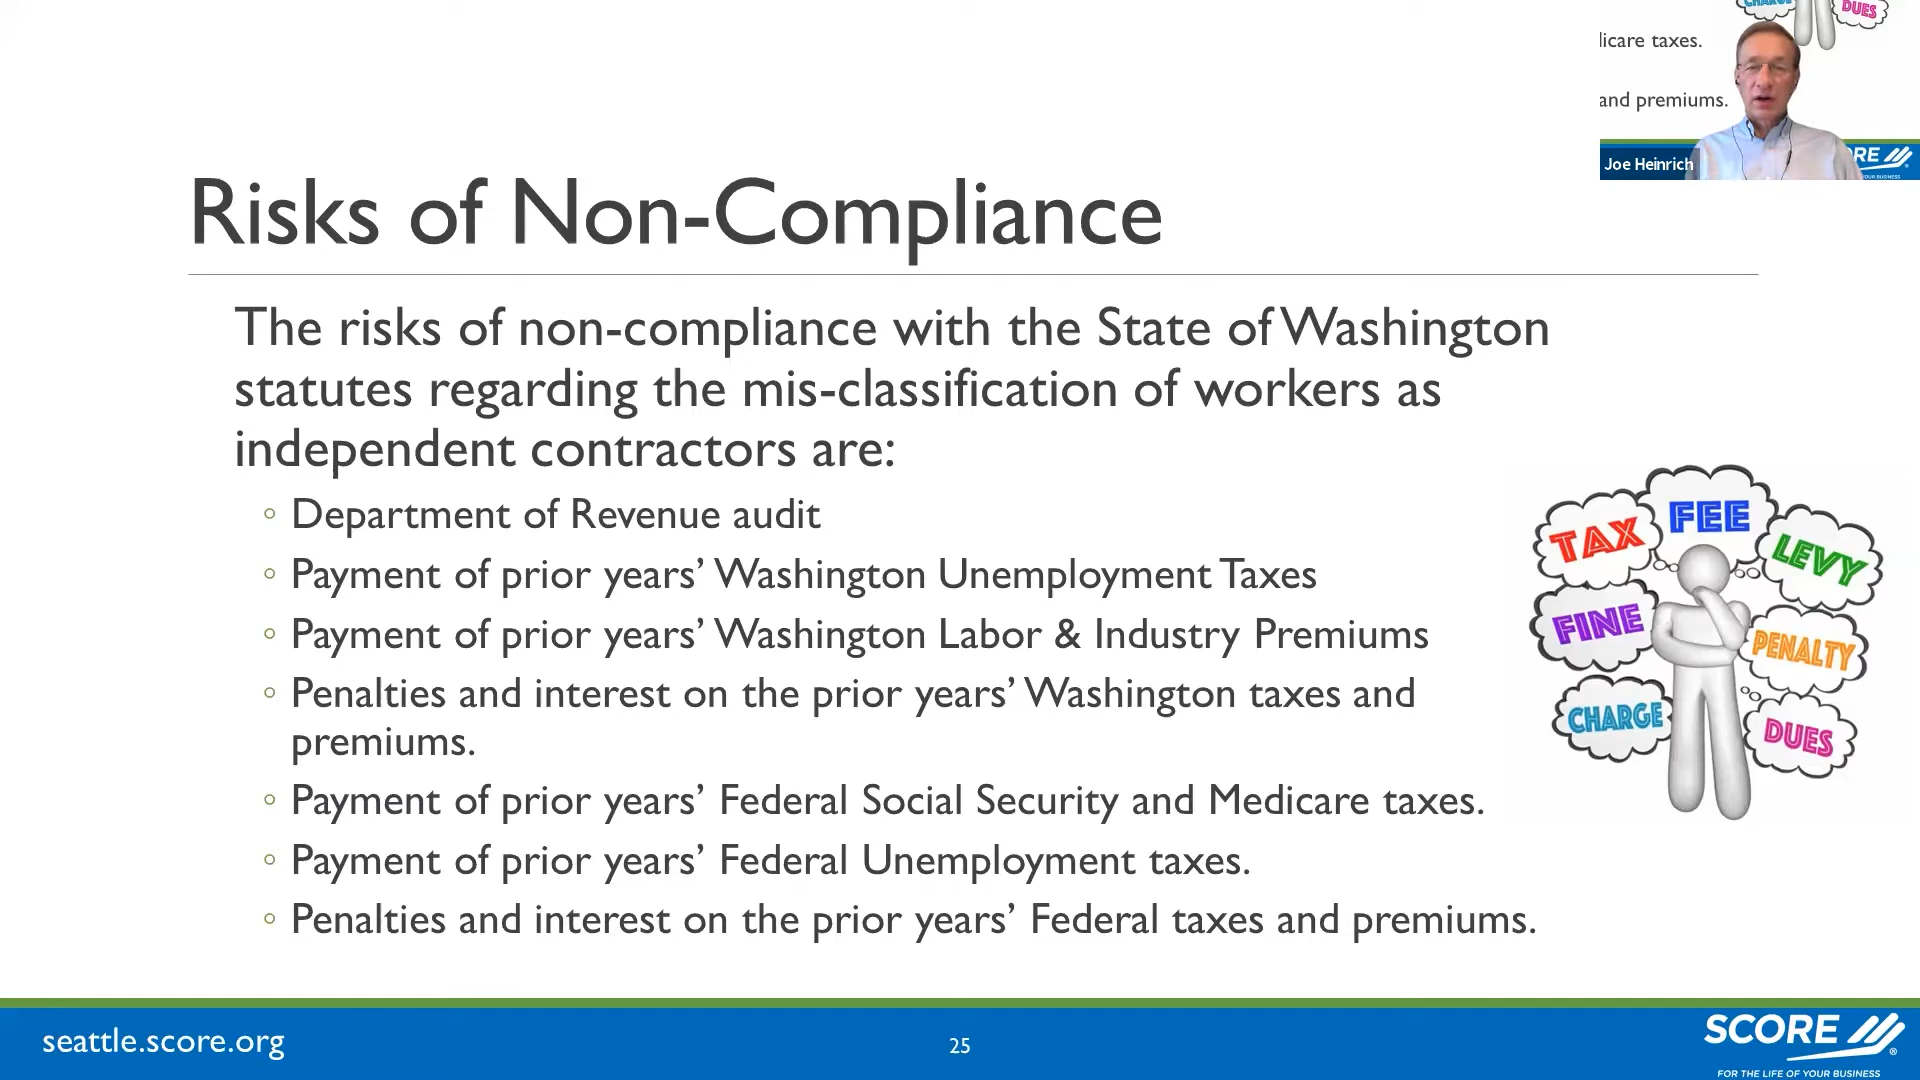 CHARGE
DUES
licare taxes.
and premiums.
Joe Heinrich
RE
Risks of Non-Compliance
The risks of non-compliance with the State of Washington
statutes regarding the mis-classification of workers as
independent contractors are:
◦ Department of Revenue audit
◦ Payment of prior years’ Washington Unemployment Taxes
◦ Payment of prior years’ Washington Labor & Industry Premiums
◦ Penalties and interest on the prior years’ Washington taxes and
premiums.
◦ Payment of prior years’ Federal Social Security and Medicare taxes.
◦ Payment of prior years’ Federal Unemployment taxes.
◦ Penalties and interest on the prior years’ Federal taxes and premiums.
TAX
FEE
LEVY
FINE
PENALTY
CHARGE
DUES
seattle.score.org
25
SCORE
®
FOR THE LIFE OF YOUR BUSINESS